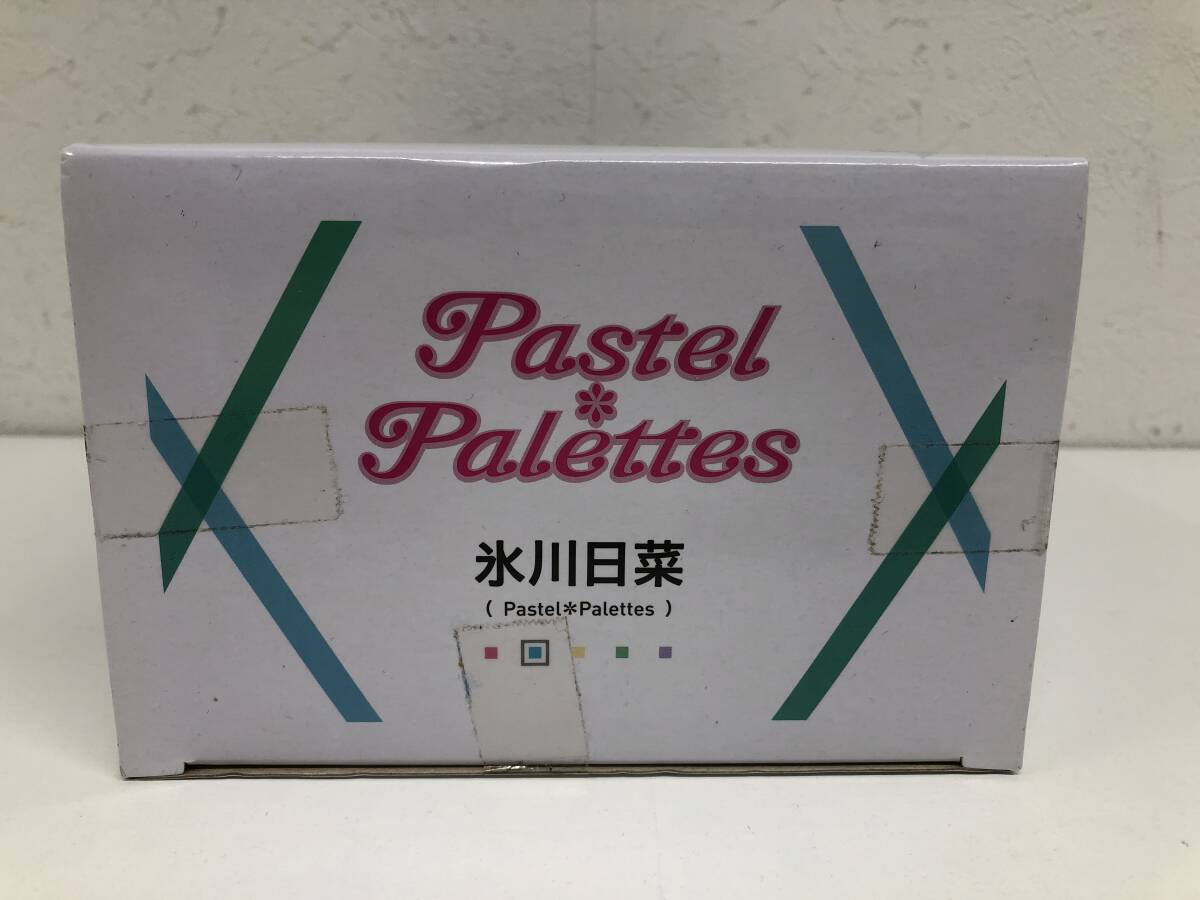 Pastel
✽
Palettes
氷川日菜
( Pastel✽Palettes )